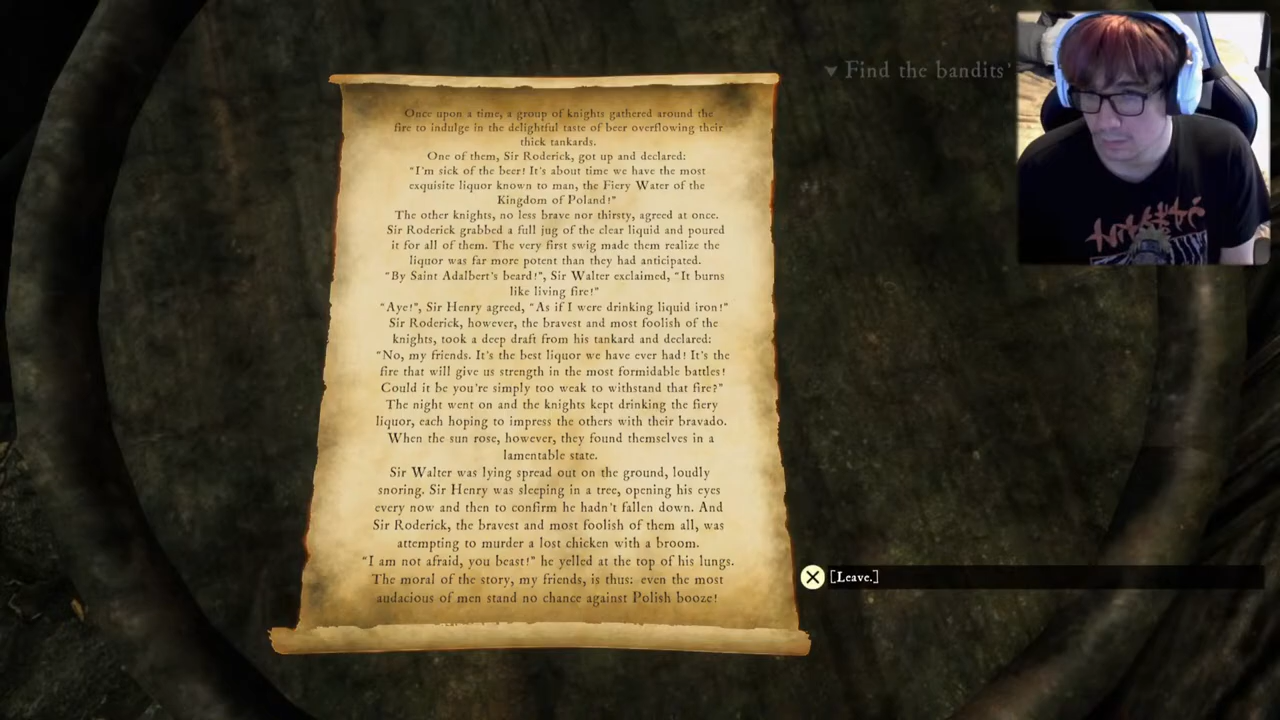 Find the bandits'
Once upon a time, a group of knights gathered around the
fire to indulge in the delightful taste of beer overflowing their
thick tankards.
One of them, Sir Roderick, got up and declared:
"I'm sick of the beer! It's about time we have the most
exquisite liquor known to man, the Fiery Water of the
Kingdom of Poland!"
The other knights, no less brave nor thirsty, agreed at once.
Sir Roderick grabbed a full jug of the clear liquid and poured
it for all of them. The very first swig made them realize the
liquor was far more potent than they had anticipated.
"By Saint Adalbert's beard!", Sir Walter exclaimed, "It burns
like living fire!"
"Aye!", Sir Henry agreed, "As if I were drinking liquid iron!"
Sir Roderick, however, the bravest and most foolish of the
knights, took a deep draft from his tankard and declared:
"No, my friends. It's the best liquor we have ever had! It's the
fire that will give us strength in the most formidable battles!
Could it be you're simply too weak to withstand that fire?"
The night went on and the knights kept drinking the fiery
liquor, each hoping to impress the others with their bravado.
When the sun rose, however, they found themselves in a
lamentable state.
Sir Walter was lying spread out on the ground, loudly
snoring. Sir Henry was sleeping in a tree, opening his eyes
every now and then to confirm he hadn't fallen down. And
Sir Roderick, the bravest and most foolish of them all, was
attempting to murder a lost chicken with a broom.
"I am not afraid, you beast!" he yelled at the top of his lungs.
The moral of the story, my friends, is thus: even the most
audacious of men stand no chance against Polish booze!
[Leave.]